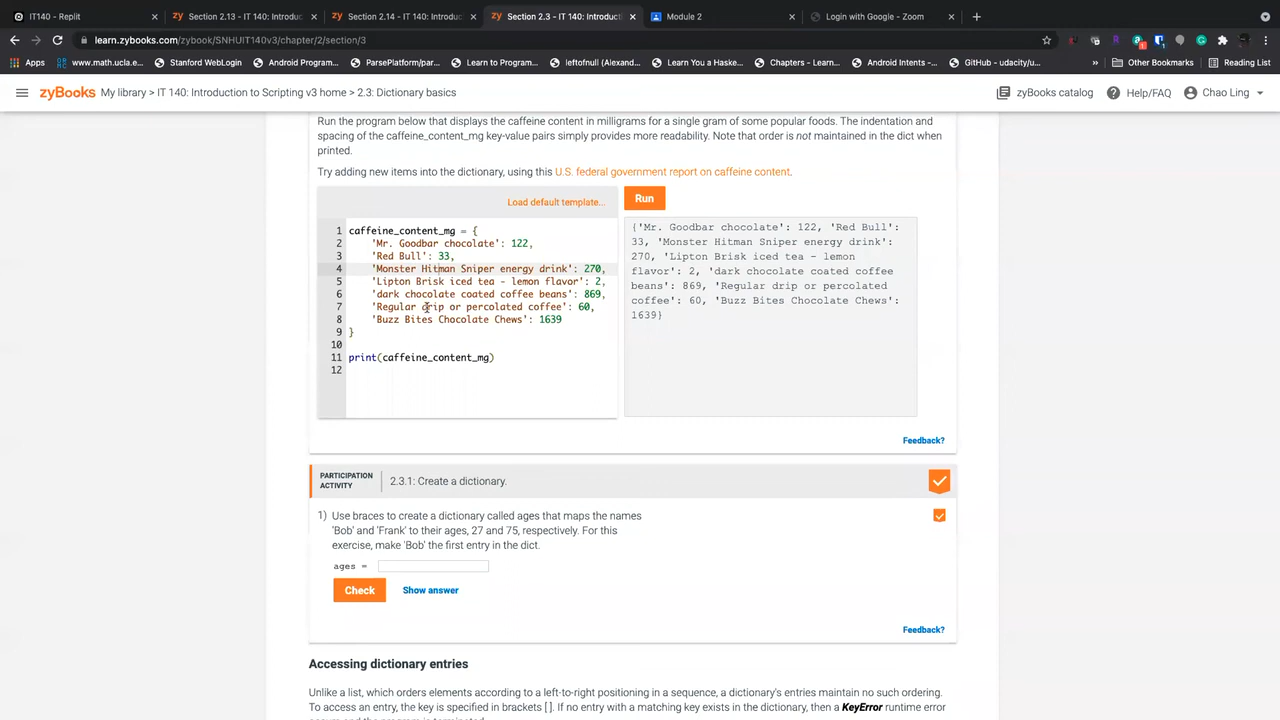 IT140 - Replit
Section 2.13 - IT 140: Introduc
Section 2.14 - IT 140: Introduc
Section 2.3 - IT 140: Introducti
Module 2
Login with Google - Zoom
learn.zybooks.com/zybook/SNHUIT140v3/chapter/2/section/3
Apps
www.math.ucla.e...
Stanford WebLogin
Android Program...
ParsePlatform/par...
Learn to Program...
leftofnull (Alexand...
Learn You a Haske...
Chapters – Learn...
Android Intents -...
GitHub - udacity/u...
»
Other Bookmarks
Reading List
zyBooks My library > IT 140: Introduction to Scripting v3 home > 2.3: Dictionary basics
zyBooks catalog
Help/FAQ
Chao Ling
Run the program below that displays the caffeine content in milligrams for a single gram of some popular foods. The indentation and
spacing of the caffeine_content_mg key-value pairs simply provides more readability. Note that order is not maintained in the dict when
printed.
Try adding new items into the dictionary, using this U.S. federal government report on caffeine content.
Load default template...
Run
1 caffeine_content_mg = {
2 'Mr. Goodbar chocolate': 122,
3 'Red Bull': 33,
4 'Monster Hitman Sniper energy drink': 270,
5 'Lipton Brisk iced tea - lemon flavor': 2,
6 'dark chocolate coated coffee beans': 869,
7 'Regular drip or percolated coffee': 60,
8 'Buzz Bites Chocolate Chews': 1639
9 }
10
11 print(caffeine_content_mg)
12
{'Mr. Goodbar chocolate': 122, 'Red Bull':
33, 'Monster Hitman Sniper energy drink':
270, 'Lipton Brisk iced tea - lemon
flavor': 2, 'dark chocolate coated coffee
beans': 869, 'Regular drip or percolated
coffee': 60, 'Buzz Bites Chocolate Chews':
1639}
Feedback?
PARTICIPATION
ACTIVITY
2.3.1: Create a dictionary.
1) Use braces to create a dictionary called ages that maps the names
'Bob' and 'Frank' to their ages, 27 and 75, respectively. For this
exercise, make 'Bob' the first entry in the dict.
ages =
Check
Show answer
Feedback?
Accessing dictionary entries
Unlike a list, which orders elements according to a left-to-right positioning in a sequence, a dictionary's entries maintain no such ordering.
To access an entry, the key is specified in brackets [ ]. If no entry with a matching key exists in the dictionary, then a KeyError runtime error